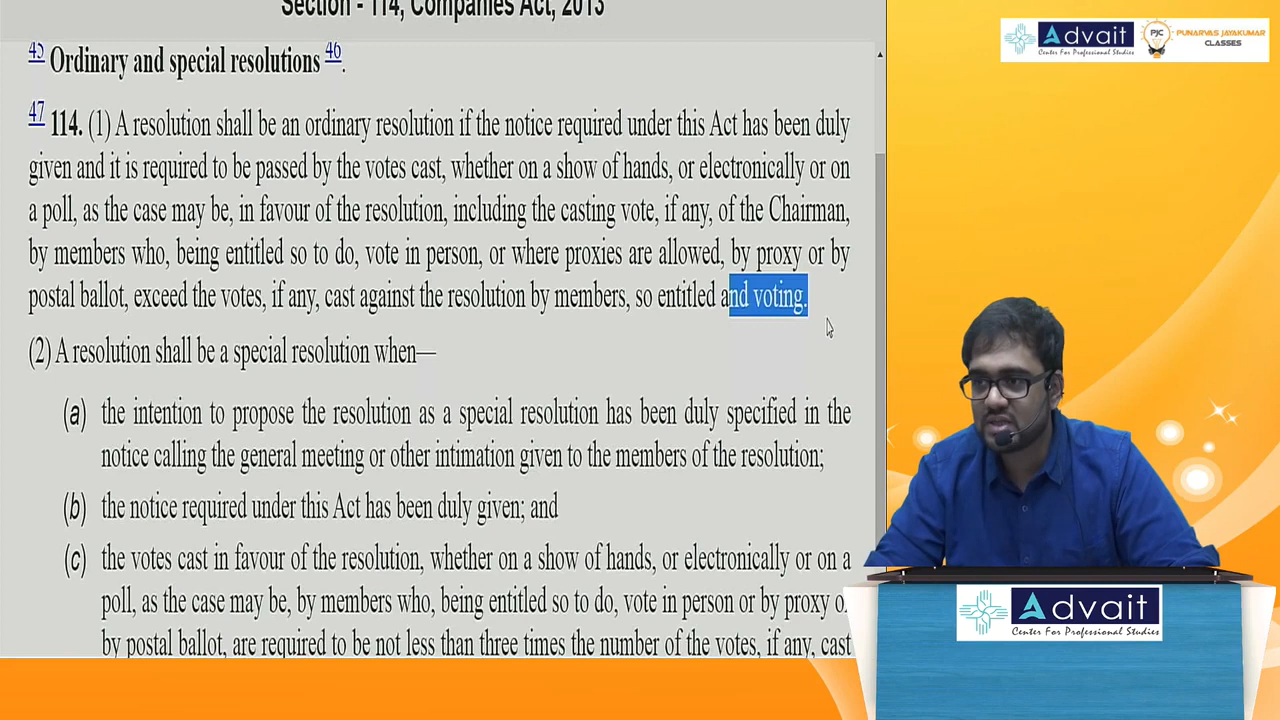 Section - 114, Companies Act, 2013
45 Ordinary and special resolutions 46.
47 114. (1) A resolution shall be an ordinary resolution if the notice required under this Act has been duly
given and it is required to be passed by the votes cast, whether on a show of hands, or electronically or on
a poll, as the case may be, in favour of the resolution, including the casting vote, if any, of the Chairman,
by members who, being entitled so to do, vote in person, or where proxies are allowed, by proxy or by
postal ballot, exceed the votes, if any, cast against the resolution by members, so entitled and voting.
(2) A resolution shall be a special resolution when—
(a) the intention to propose the resolution as a special resolution has been duly specified in the
notice calling the general meeting or other intimation given to the members of the resolution;
(b) the notice required under this Act has been duly given; and
(c) the votes cast in favour of the resolution, whether on a show of hands, or electronically or on a
poll, as the case may be, by members who, being entitled so to do, vote in person or by proxy or
by postal ballot, are required to be not less than three times the number of the votes, if any, cast
Advait
Center For Professional Studies
PJC
PUNARVAS JAYAKUMAR
CLASSES
Advait
Center For Professional Studies